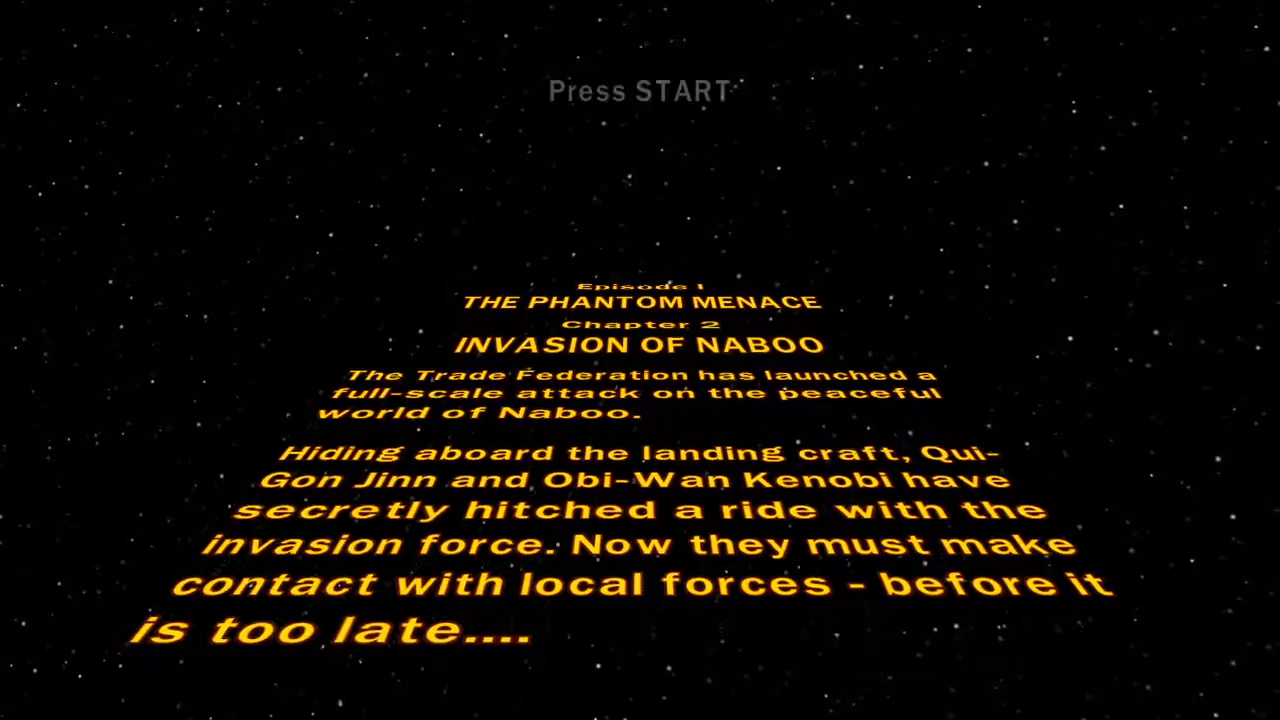 Press START
Episode I
THE PHANTOM MENACE
Chapter 2
INVASION OF NABOO
The Trade Federation has launched a
full-scale attack on the peaceful
world of Naboo.
Hiding aboard the landing craft, Qui-
Gon Jinn and Obi-Wan Kenobi have
secretly hitched a ride with the
invasion force. Now they must make
contact with local forces - before it
is too late....